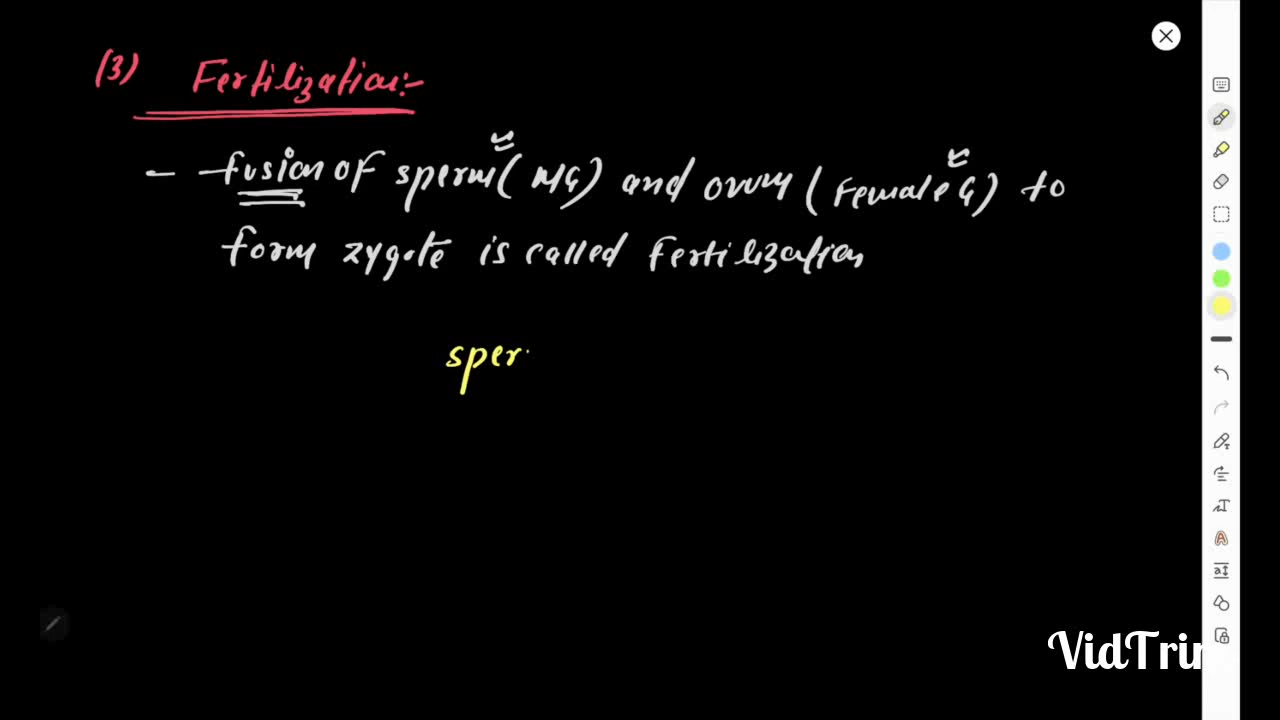 (3) Fertilization:-
- fusion of sperm (MG) and ovum (Female G) to
form zygote is called Fertilization
sper
VidTri